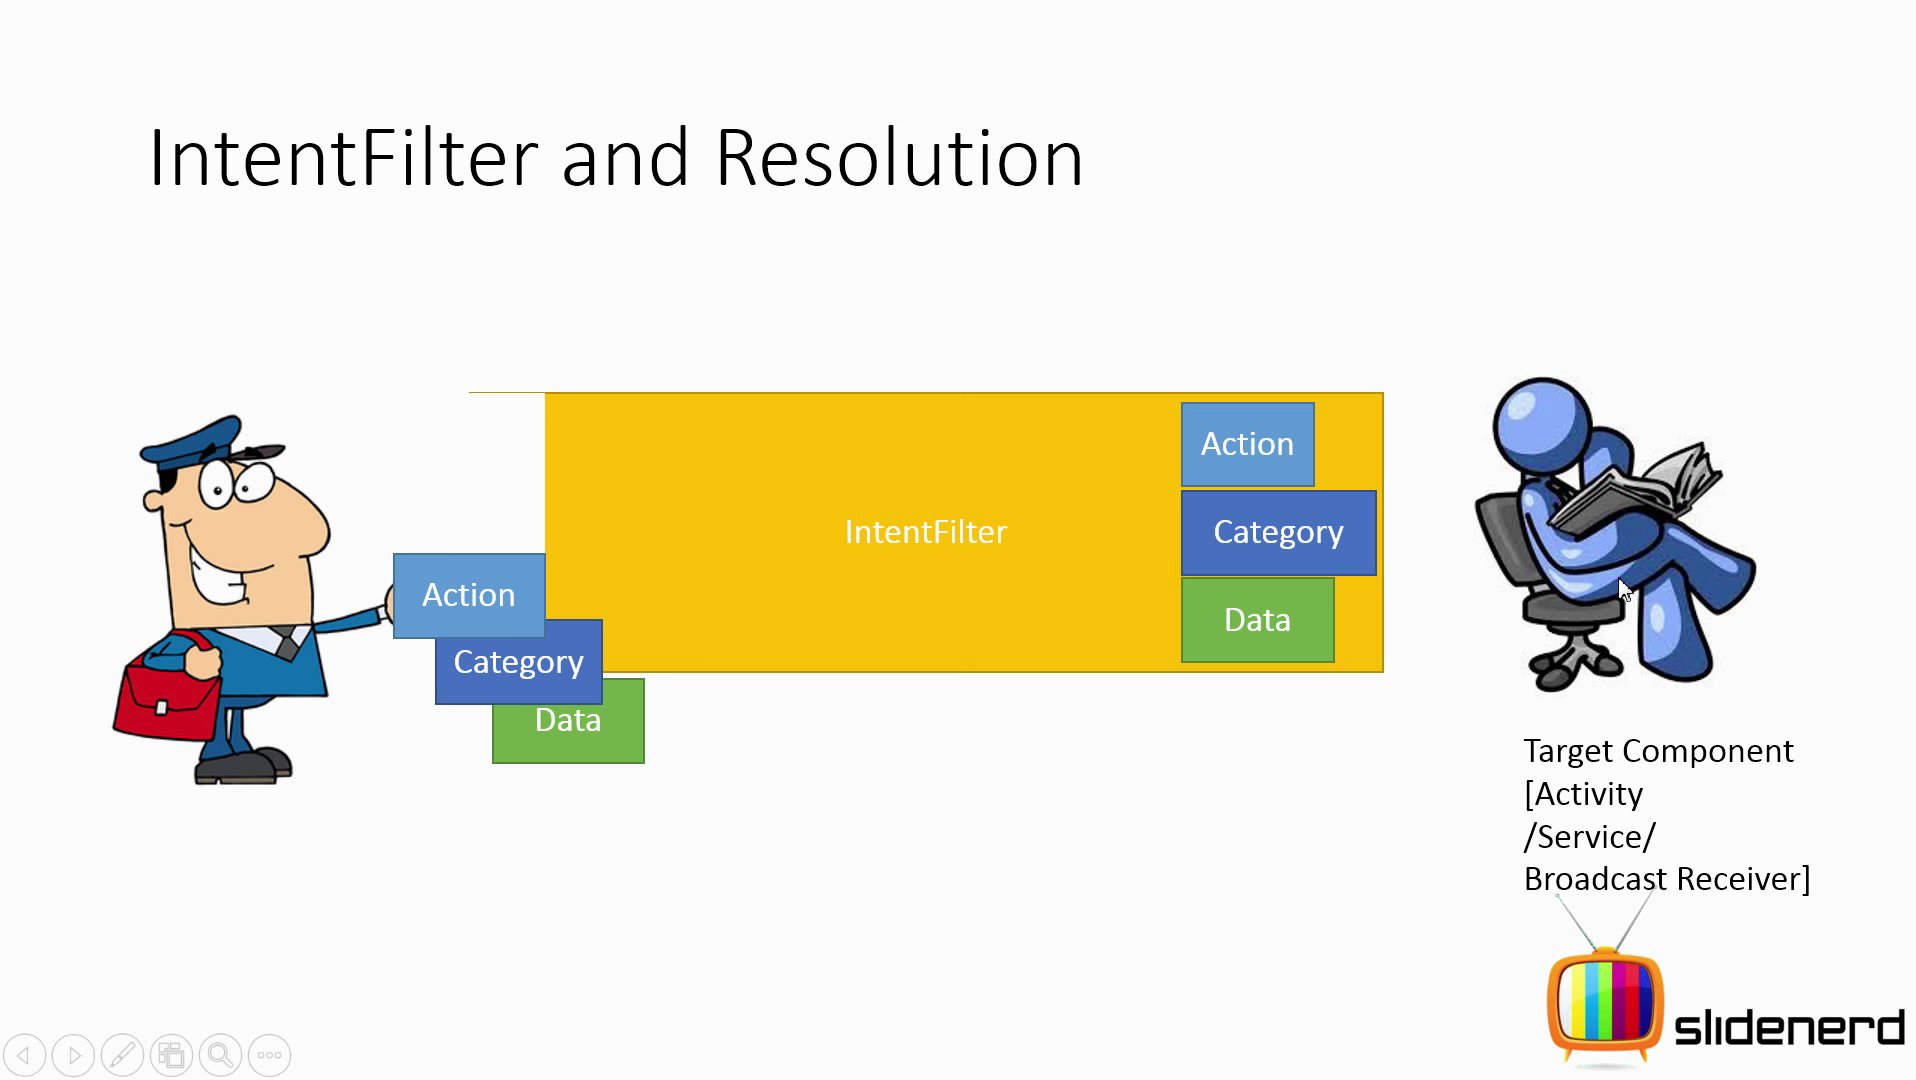 IntentFilter and Resolution
Action
Category
Data
IntentFilter
Action
Category
Data
Target Component
[Activity
/Service/
Broadcast Receiver]
slidenerd